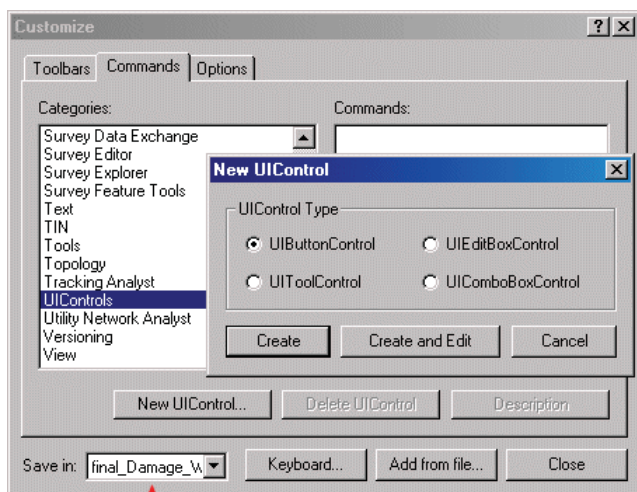 Customize
Toolbars Commands Options
Categories:
Commands:
Survey Data Exchange
Survey Editor
Survey Explorer
Survey Feature Tools
Text
TIN
Tools
Topology
Tracking Analyst
UIControls
Utility Network Analyst
Versioning
View
New UIControl
UIControl Type
UIButtonControl UIEditBoxControl
UIToolControl UIComboBoxControl
Create Create and Edit Cancel
New UIControl... Delete UIControl Description
Save in: final_Damage_W Keyboard... Add from file... Close